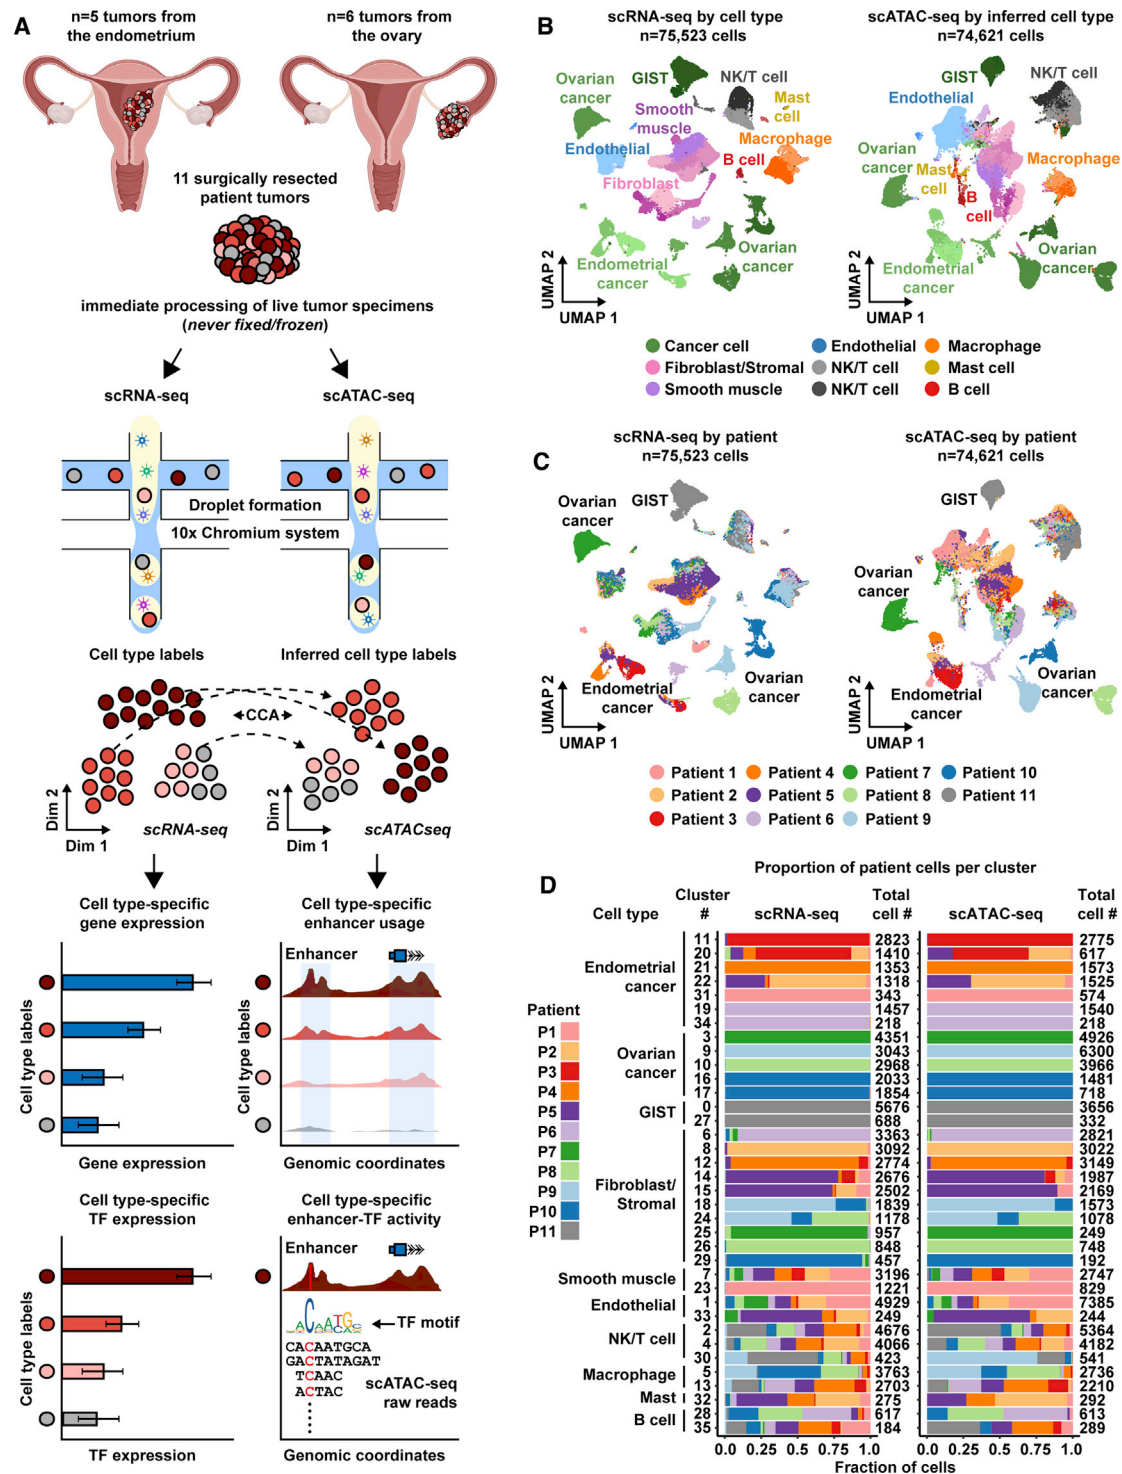 A
n=5 tumors from
the endometrium
n=6 tumors from
the ovary
11 surgically resected
patient tumors
immediate processing of live tumor specimens
(never fixed/frozen)
scRNA-seq
scATAC-seq
Droplet formation
10x Chromium system
Cell type labels
Inferred cell type labels
CCA
Dim 2
Dim 1
scRNA-seq
Dim 2
Dim 1
scATACseq
Cell type-specific
gene expression
Cell type labels
Gene expression
Cell type-specific
enhancer usage
Enhancer
Cell type labels
Genomic coordinates
Cell type-specific
TF expression
Cell type labels
TF expression
Cell type-specific
enhancer-TF activity
Enhancer
TF motif
CACAATGCA
GACTATAGAT
TCAAC
ACTAC
scATAC-seq
raw reads
Genomic coordinates
B
scRNA-seq by cell type
n=75,523 cells
Ovarian
cancer
GIST
NK/T cell
Smooth
muscle
Mast
cell
Endothelial
Macrophage
B cell
Fibroblast
Endometrial
cancer
Ovarian
cancer
UMAP 2
UMAP 1
scATAC-seq by inferred cell type
n=74,621 cells
GIST
NK/T cell
Endothelial
Ovarian
cancer
Macrophage
Mast
cell
B
cell
Endometrial
cancer
Ovarian
cancer
UMAP 2
UMAP 1
Cancer cell
Fibroblast/Stromal
Smooth muscle
Endothelial
NK/T cell
NK/T cell
Macrophage
Mast cell
B cell
C
scRNA-seq by patient
n=75,523 cells
Ovarian
cancer
GIST
Endometrial
cancer
Ovarian
cancer
UMAP 2
UMAP 1
scATAC-seq by patient
n=74,621 cells
GIST
Ovarian
cancer
Endometrial
cancer
Ovarian
cancer
UMAP 2
UMAP 1
Patient 1
Patient 2
Patient 3
Patient 4
Patient 5
Patient 6
Patient 7
Patient 8
Patient 9
Patient 10
Patient 11
D
Proportion of patient cells per cluster
Cell type
Cluster
#
scRNA-seq
Total
cell #
scATAC-seq
Total
cell #
Patient
P1
P2
P3
P4
P5
P6
P7
P8
P9
P10
P11
Endometrial
cancer
11 2823 2775
20 1410 617
21 1353 1573
22 1318 1525
31 343 574
19 1457 1540
34 218 218
Ovarian
cancer
3 4351 4926
9 3043 6300
10 2968 3966
16 2033 1481
17 1854 718
GIST
0 5676 3656
27 688 332
Fibroblast/
Stromal
6 3363 2821
8 3092 3022
12 2774 3149
14 2676 1987
15 2502 2169
18 1839 1573
24 1178 1078
25 957 249
26 848 748
29 457 192
Smooth muscle
7 3196 2747
23 1221 829
Endothelial
1 4929 7385
33 249 244
NK/T cell
2 4676 5364
4 4066 4182
30 423 541
Macrophage
5 3763 2736
13 2703 2210
Mast
32 275 292
B cell
28 617 613
35 184 289
0.0 0.25 0.5 0.75 1.0
0.0 0.25 0.5 0.75 1.0
Fraction of cells